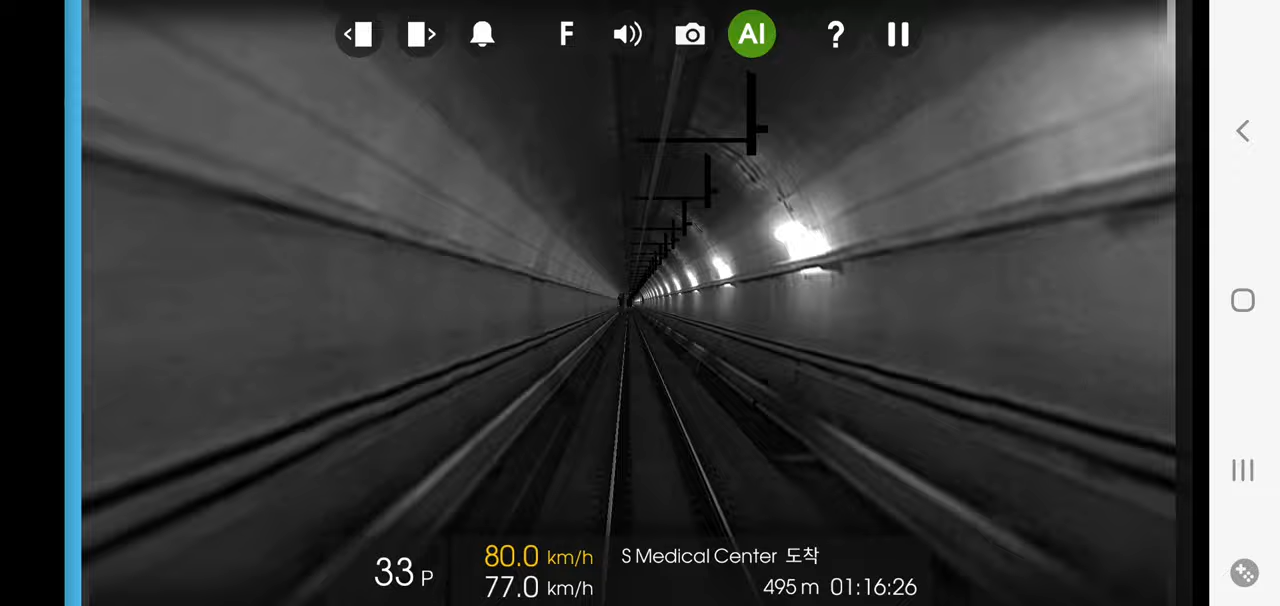 F AI ?
33 P
80.0 km/h
77.0 km/h
S Medical Center 도착
495 m 01:16:26